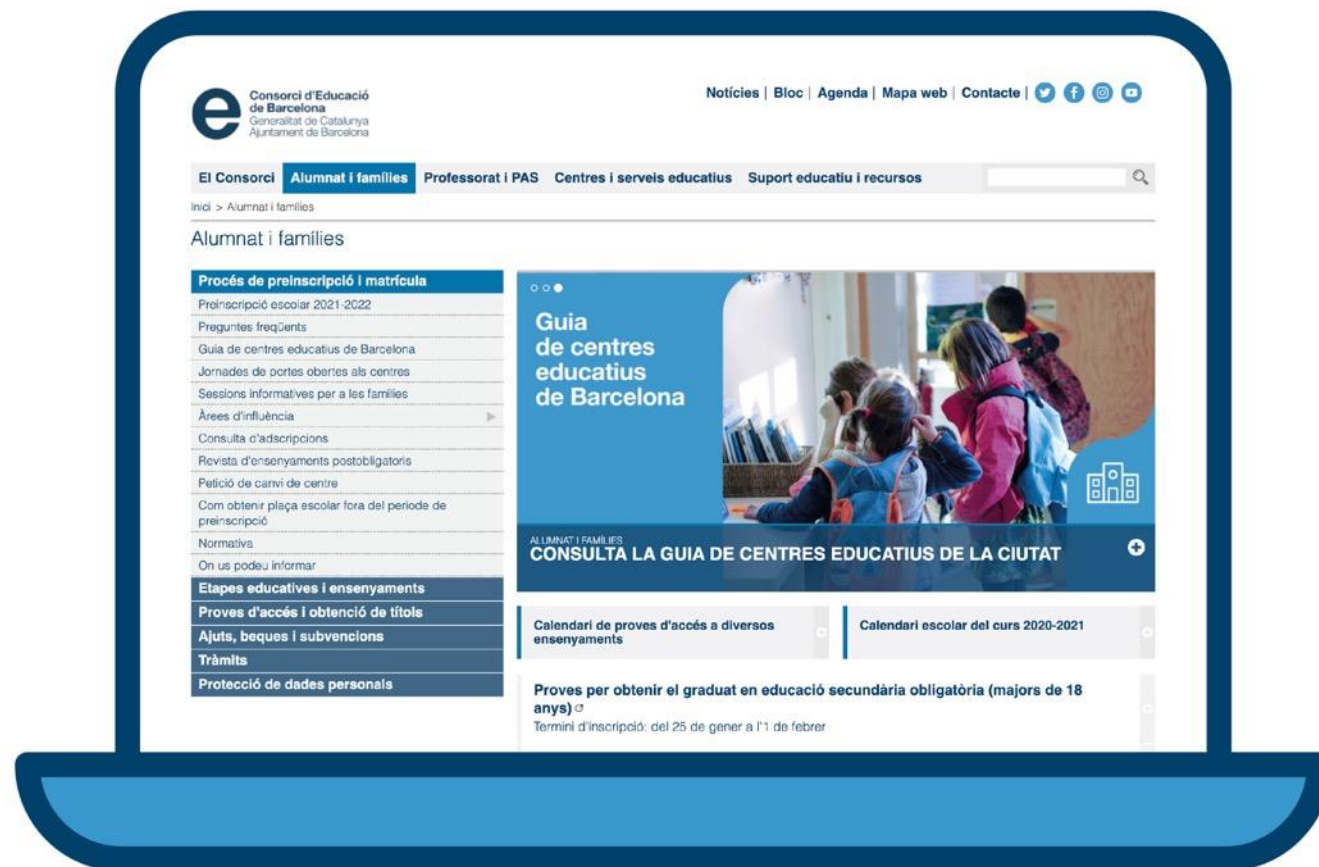 Consorci d'Educació
de Barcelona
Generalitat de Catalunya
Ajuntament de Barcelona
Notícies | Bloc | Agenda | Mapa web | Contacte |
El Consorci Alumnat i famílies Professorat i PAS Centres i serveis educatius Suport educatiu i recursos
Inici > Alumnat i famílies
Alumnat i famílies
Procés de preinscripció i matrícula
Preinscripció escolar 2021-2022
Preguntes freqüents
Guia de centres educatius de Barcelona
Jornades de portes obertes als centres
Sessions informatives per a les famílies
Àrees d'influència
Consulta d'adscripcions
Revista d'ensenyaments postobligatoris
Petició de canvi de centre
Com obtenir plaça escolar fora del periode de
preinscripció
Normativa
On us podeu informar
Etapes educatives i ensenyaments
Proves d'accés i obtenció de títols
Ajuts, beques i subvencions
Tràmits
Protecció de dades personals
Guia
de centres
educatius
de Barcelona
ALUMNAT I FAMÍLIES
CONSULTA LA GUIA DE CENTRES EDUCATIUS DE LA CIUTAT
Calendari de proves d'accés a diversos
ensenyaments
Calendari escolar del curs 2020-2021
Proves per obtenir el graduat en educació secundària obligatòria (majors de 18
anys)
Termini d'inscripció: del 25 de gener a l'1 de febrer